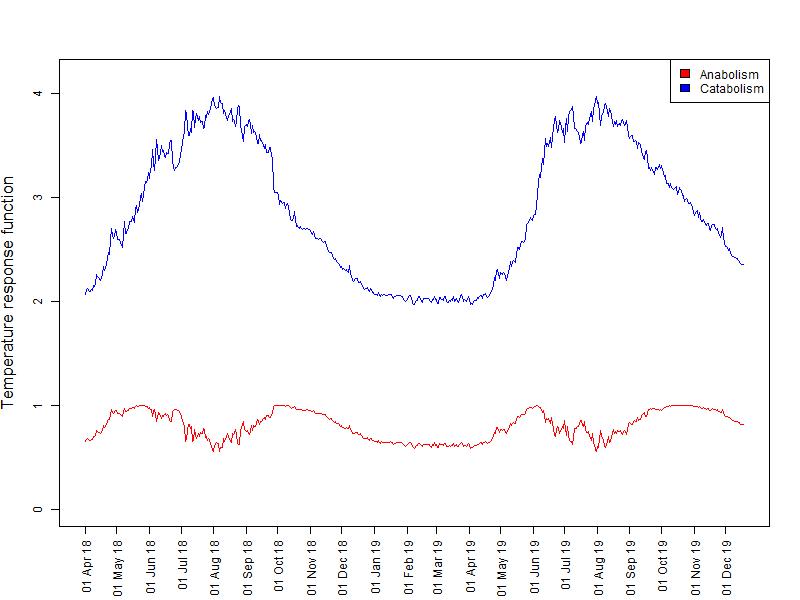 Anabolism
Catabolism
Temperature response function
4
3
2
1
0
01 Apr 18
01 May 18
01 Jun 18
01 Jul 18
01 Aug 18
01 Sep 18
01 Oct 18
01 Nov 18
01 Dec 18
01 Jan 19
01 Feb 19
01 Mar 19
01 Apr 19
01 May 19
01 Jun 19
01 Jul 19
01 Aug 19
01 Sep 19
01 Oct 19
01 Nov 19
01 Dec 19